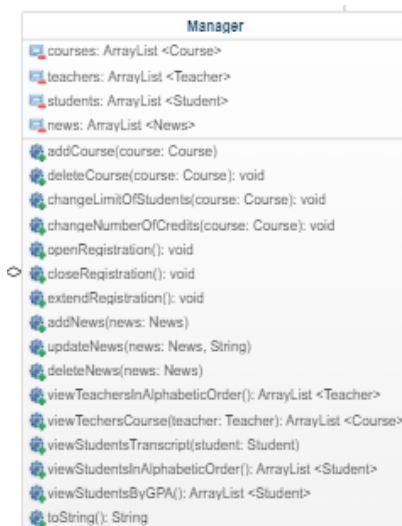 Manager
courses: ArrayList <Course>
teachers: ArrayList <Teacher>
students: ArrayList <Student>
news: ArrayList <News>
addCourse(course: Course)
deleteCourse(course: Course): void
changeLimitOfStudents(course: Course): void
changeNumberOfCredits(course: Course): void
openRegistration(): void
closeRegistration(): void
extendRegistration(): void
addNews(news: News)
updateNews(news: News, String)
deleteNews(news: News)
viewTeachersInAlphabeticOrder(): ArrayList <Teacher>
viewTechersCourse(teacher: Teacher): ArrayList <Course>
viewStudentsTranscript(student: Student)
viewStudentsInAlphabeticOrder(): ArrayList <Student>
viewStudentsByGPA(): ArrayList <Student>
toString(): String